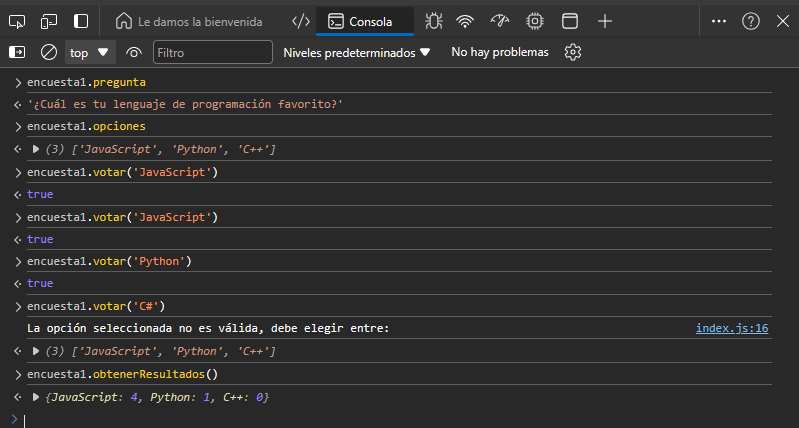 Le damos la bienvenida </> Consola
top Filtro Niveles predeterminados No hay problemas
> encuesta1.pregunta
'¿Cuál es tu lenguaje de programación favorito?'
> encuesta1.opciones
(3) ['JavaScript', 'Python', 'C++']
> encuesta1.votar('JavaScript')
true
> encuesta1.votar('JavaScript')
true
> encuesta1.votar('Python')
true
> encuesta1.votar('C#')
La opción seleccionada no es válida, debe elegir entre: index.js:16
(3) ['JavaScript', 'Python', 'C++']
> encuesta1.obtenerResultados()
{JavaScript: 4, Python: 1, C++: 0}
>